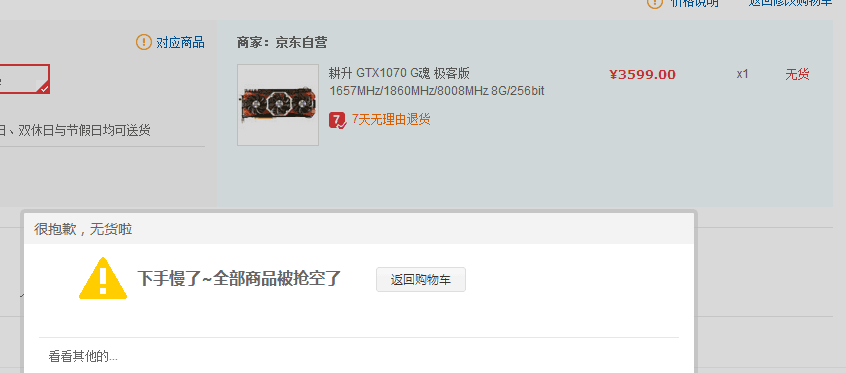 价格说明
返回修改购物车
对应商品
商家：京东自营
耕升 GTX1070 G魂 极客版
1657MHz/1860MHz/8008MHz 8G/256bit
¥3599.00
x1
无货
7 7天无理由退货
日、双休日与节假日均可送货
很抱歉，无货啦
下手慢了~全部商品被抢空了
返回购物车
看看其他的...